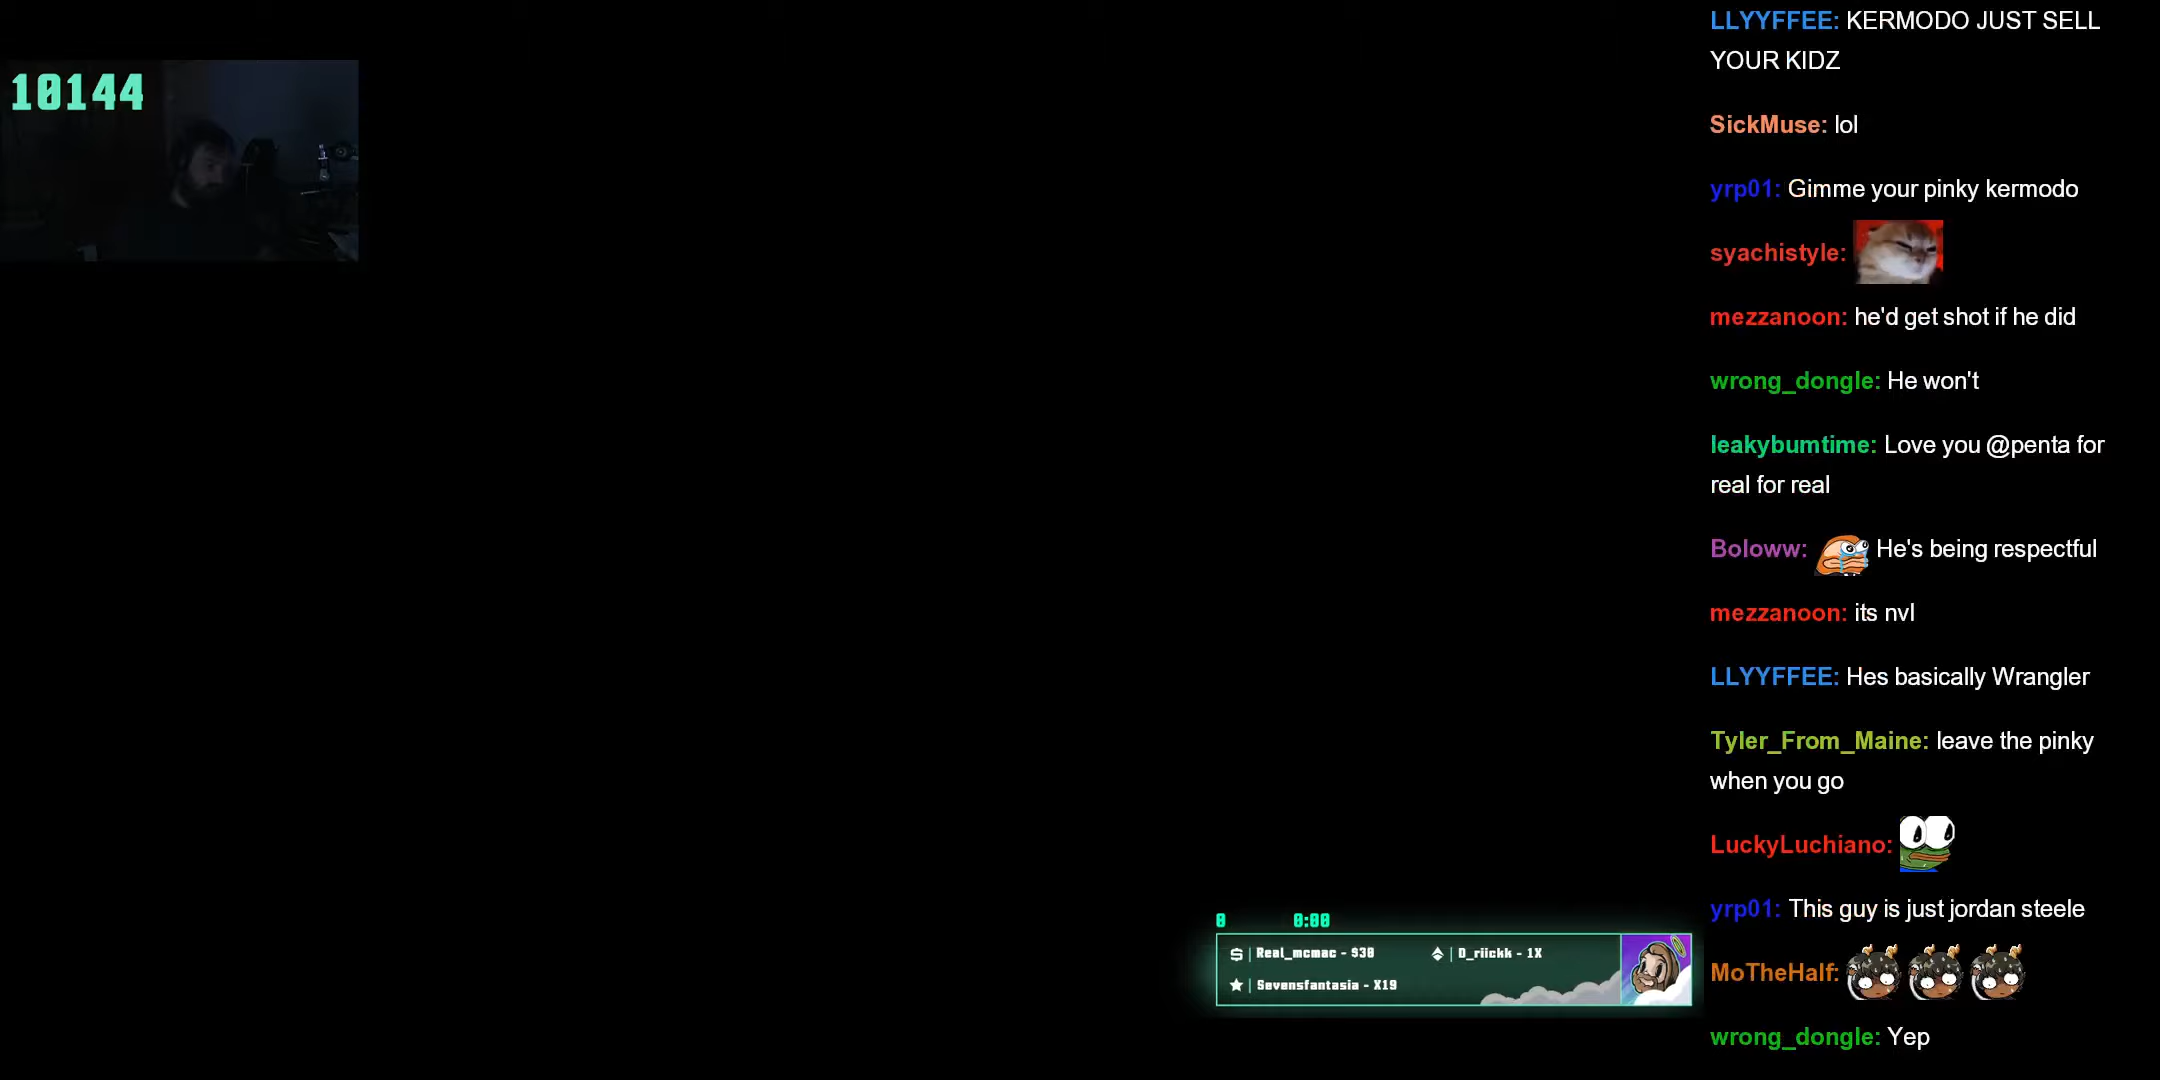 10144
LLYYFFEE: KERMODO JUST SELL
YOUR KIDZ
SickMuse: lol
yrp01: Gimme your pinky kermodo
syachistyle:
mezzanoon: he'd get shot if he did
wrong_dongle: He won't
leakybumtime: Love you @penta for
real for real
Boloww: He's being respectful
mezzanoon: its nvl
LLYYFFEE: Hes basically Wrangler
Tyler_From_Maine: leave the pinky
when you go
LuckyLuchiano:
yrp01: This guy is just jordan steele
MoTheHalf:
wrong_dongle: Yep
0 0:00
$ | Real_mcmac - $30 | D_riickk - 1X
| Sevensfantasia - X19